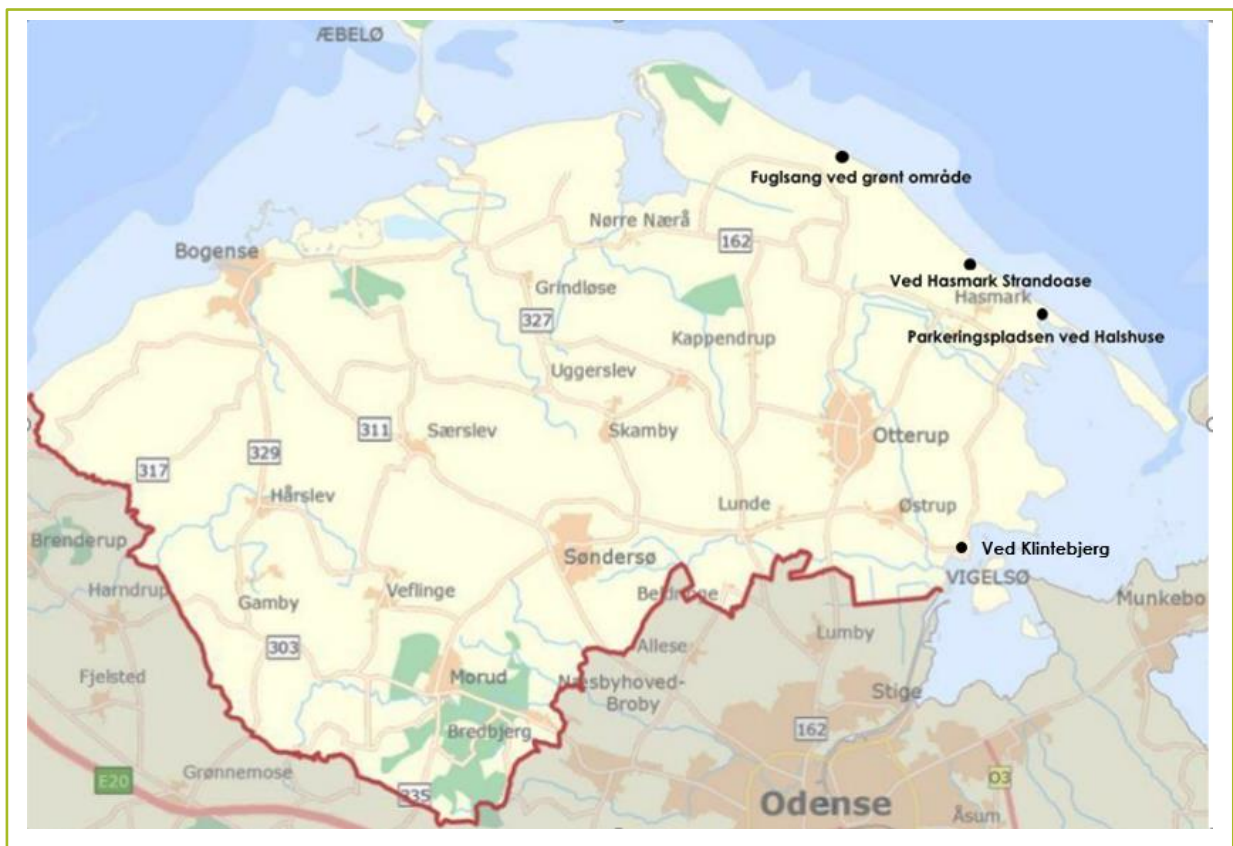 ÆBELØ
Fuglsang ved grønt område
Nørre Nærå
162
Bogense
Ved Hasmark Strandoase
Hasmark
Grindløse
327
Kappendrup
Parkeringspladsen ved Halshuse
Uggerslev
311
Særslev
Skamby
Otterup
317
329
Hårslev
Lunde
Østrup
Brenderup
Søndersø
Ved Klintebjerg
VIGELSØ
Harndrup
Gamby
Veflinge
Munkebo
303
Allese
Lumby
Fjelsted
Morud
Næsbyhoved-
Broby
Stige
Bredbjerg
162
Grønnemose
E20
335
O3
Odense
Åsum